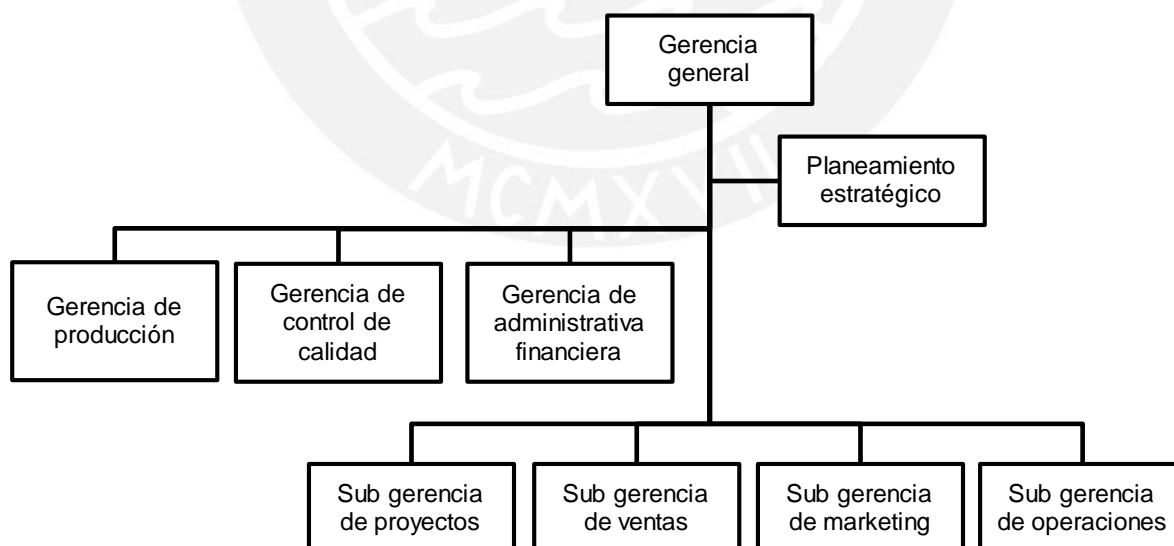 Gerencia
general
Planeamiento
estratégico
MCMXVII
Gerencia de
producción
Gerencia de
control de
calidad
Gerencia de
administrativa
financiera
Sub gerencia
de proyectos
Sub gerencia
de ventas
Sub gerencia
de marketing
Sub gerencia
de operaciones